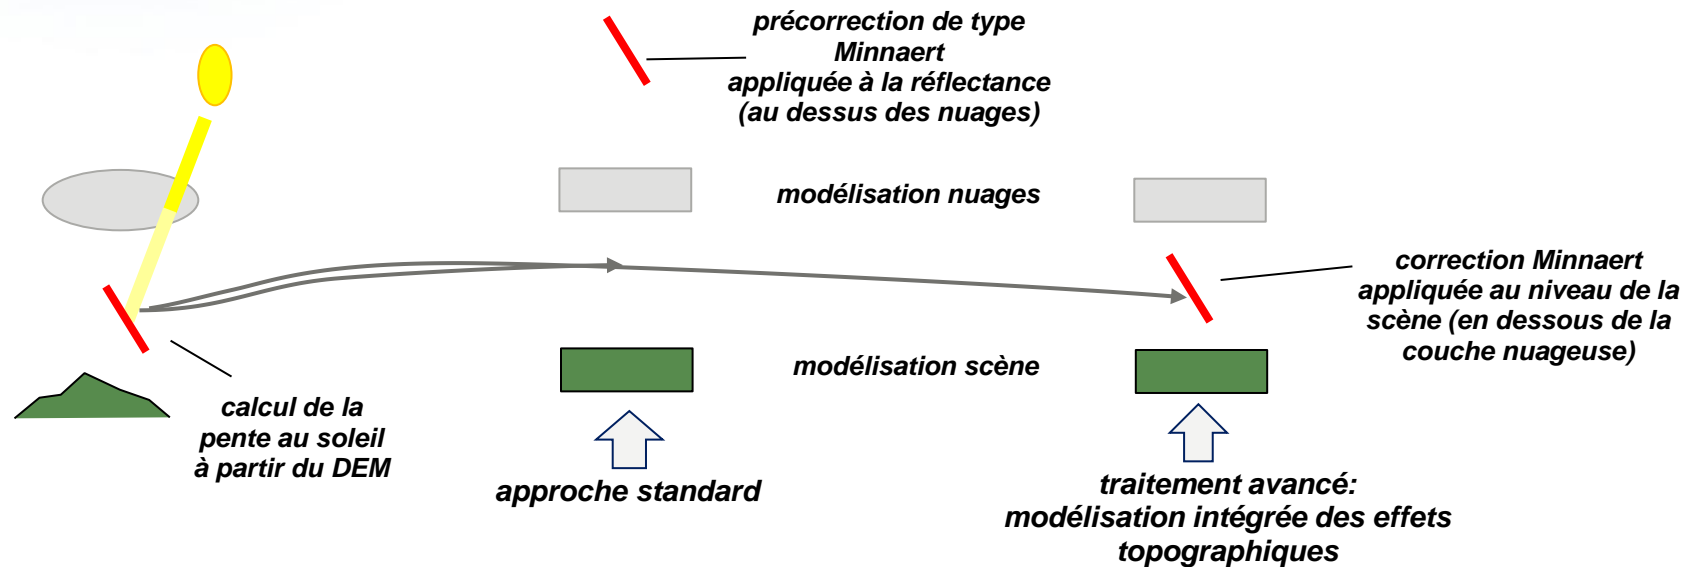 précorrection de type
Minnaert
appliquée à la réflectance
(au dessus des nuages)
modélisation nuages
correction Minnaert
appliquée au niveau de la
scène (en dessous de la
couche nuageuse)
modélisation scène
calcul de la
pente au soleil
à partir du DEM
approche standard
traitement avancé:
modélisation intégrée des effets
topographiques